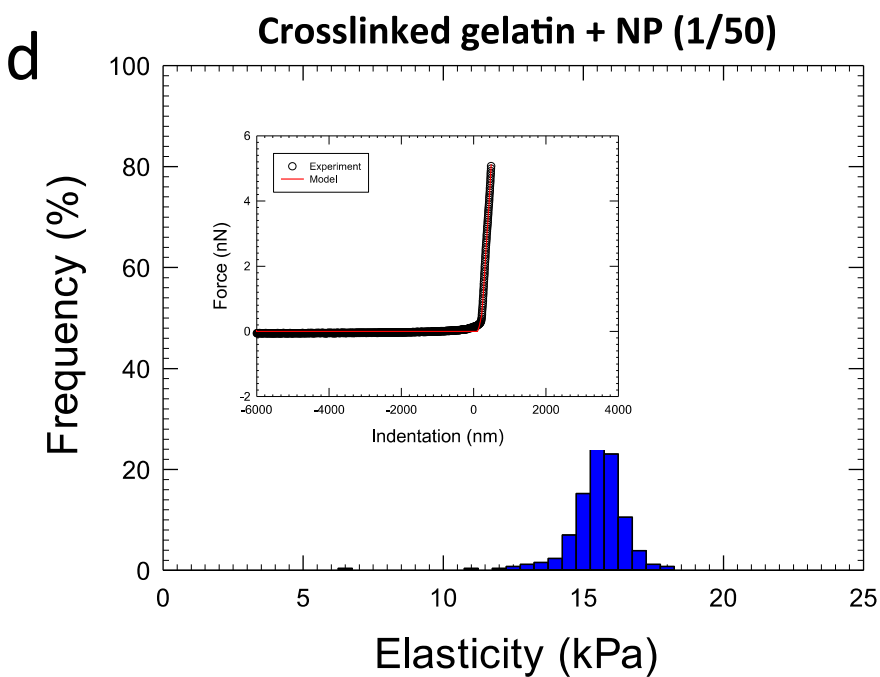 d
Crosslinked gelatin + NP (1/50)
100
80
60
40
20
0
Frequency (%)
6
4
2
0
-2
Force (nN)
Experiment
Model
-6000 -4000 -2000 0 2000 4000
Indentation (nm)
0 5 10 15 20 25
Elasticity (kPa)